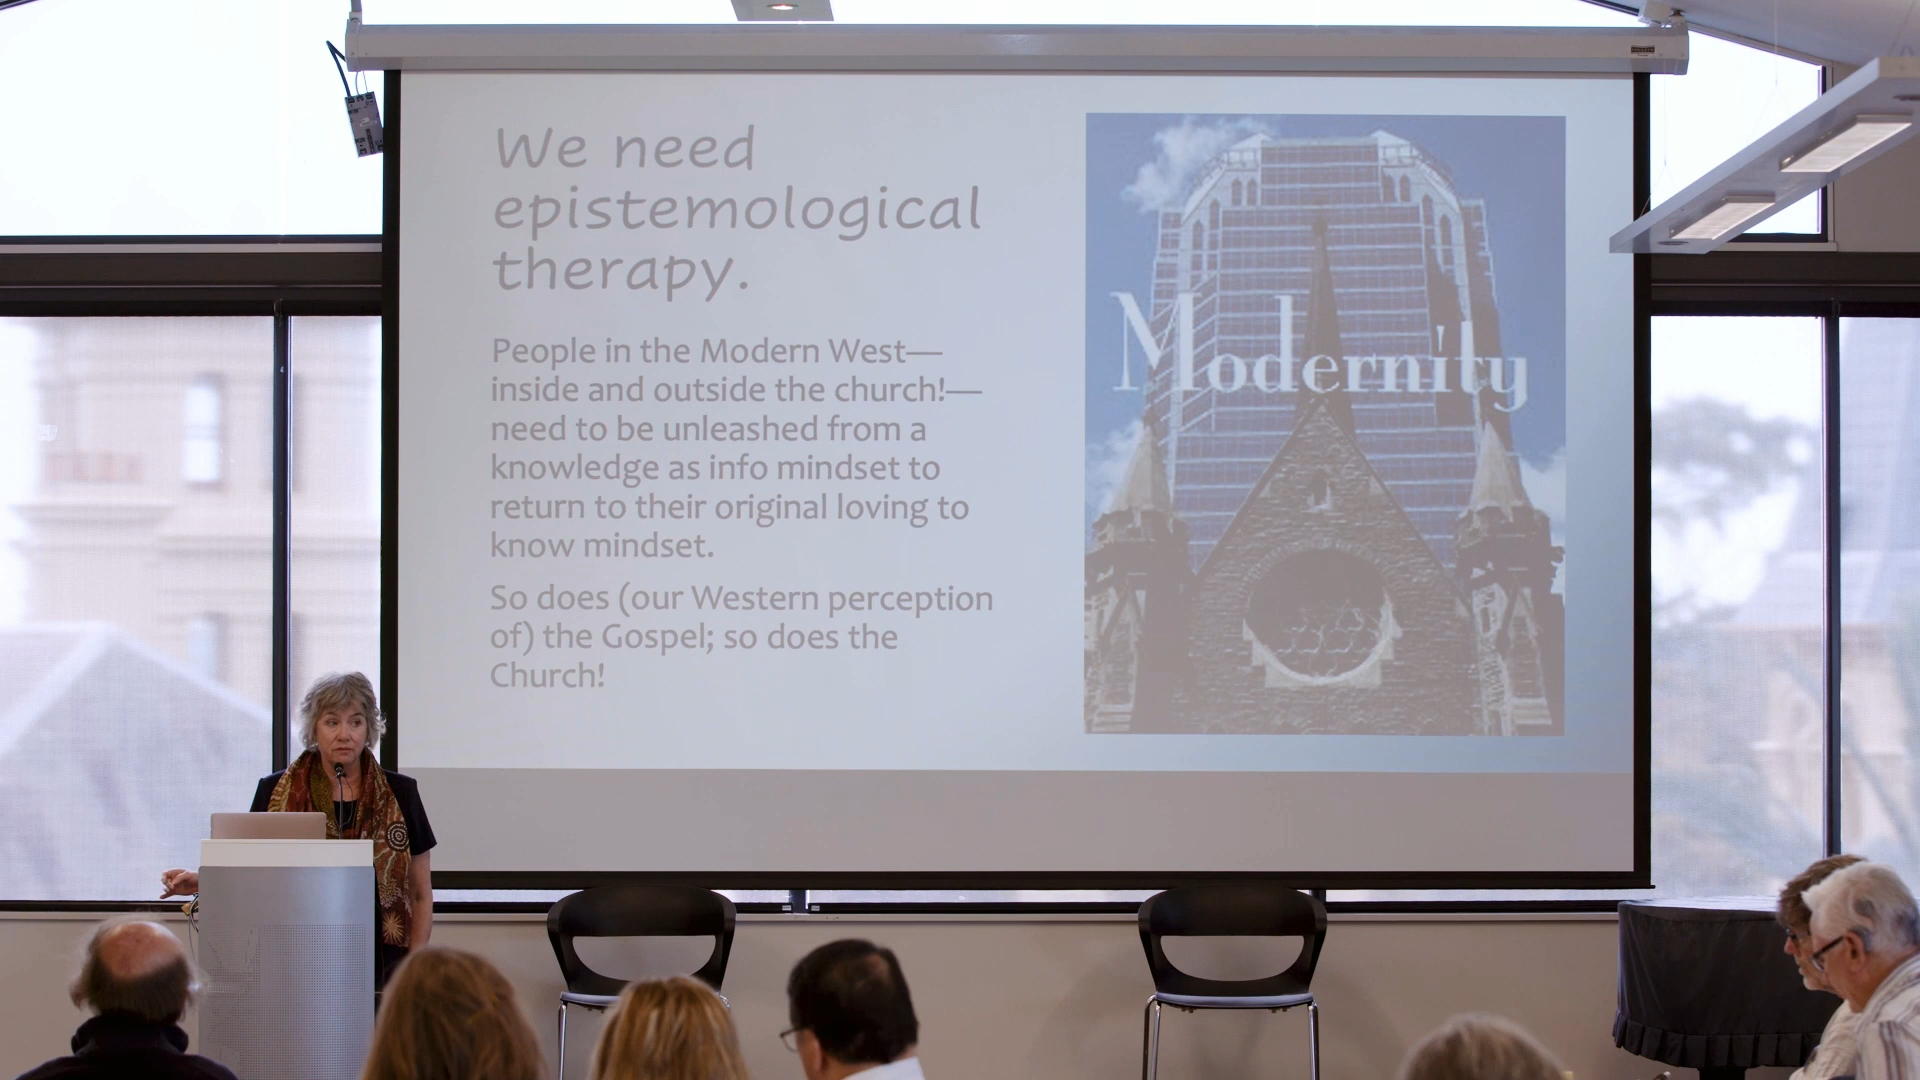 We need
epistemological
therapy.
People in the Modern West—
inside and outside the church!—
need to be unleashed from a
knowledge as info mindset to
return to their original loving to
know mindset.
So does (our Western perception
of) the Gospel; so does the
Church!
Modernity